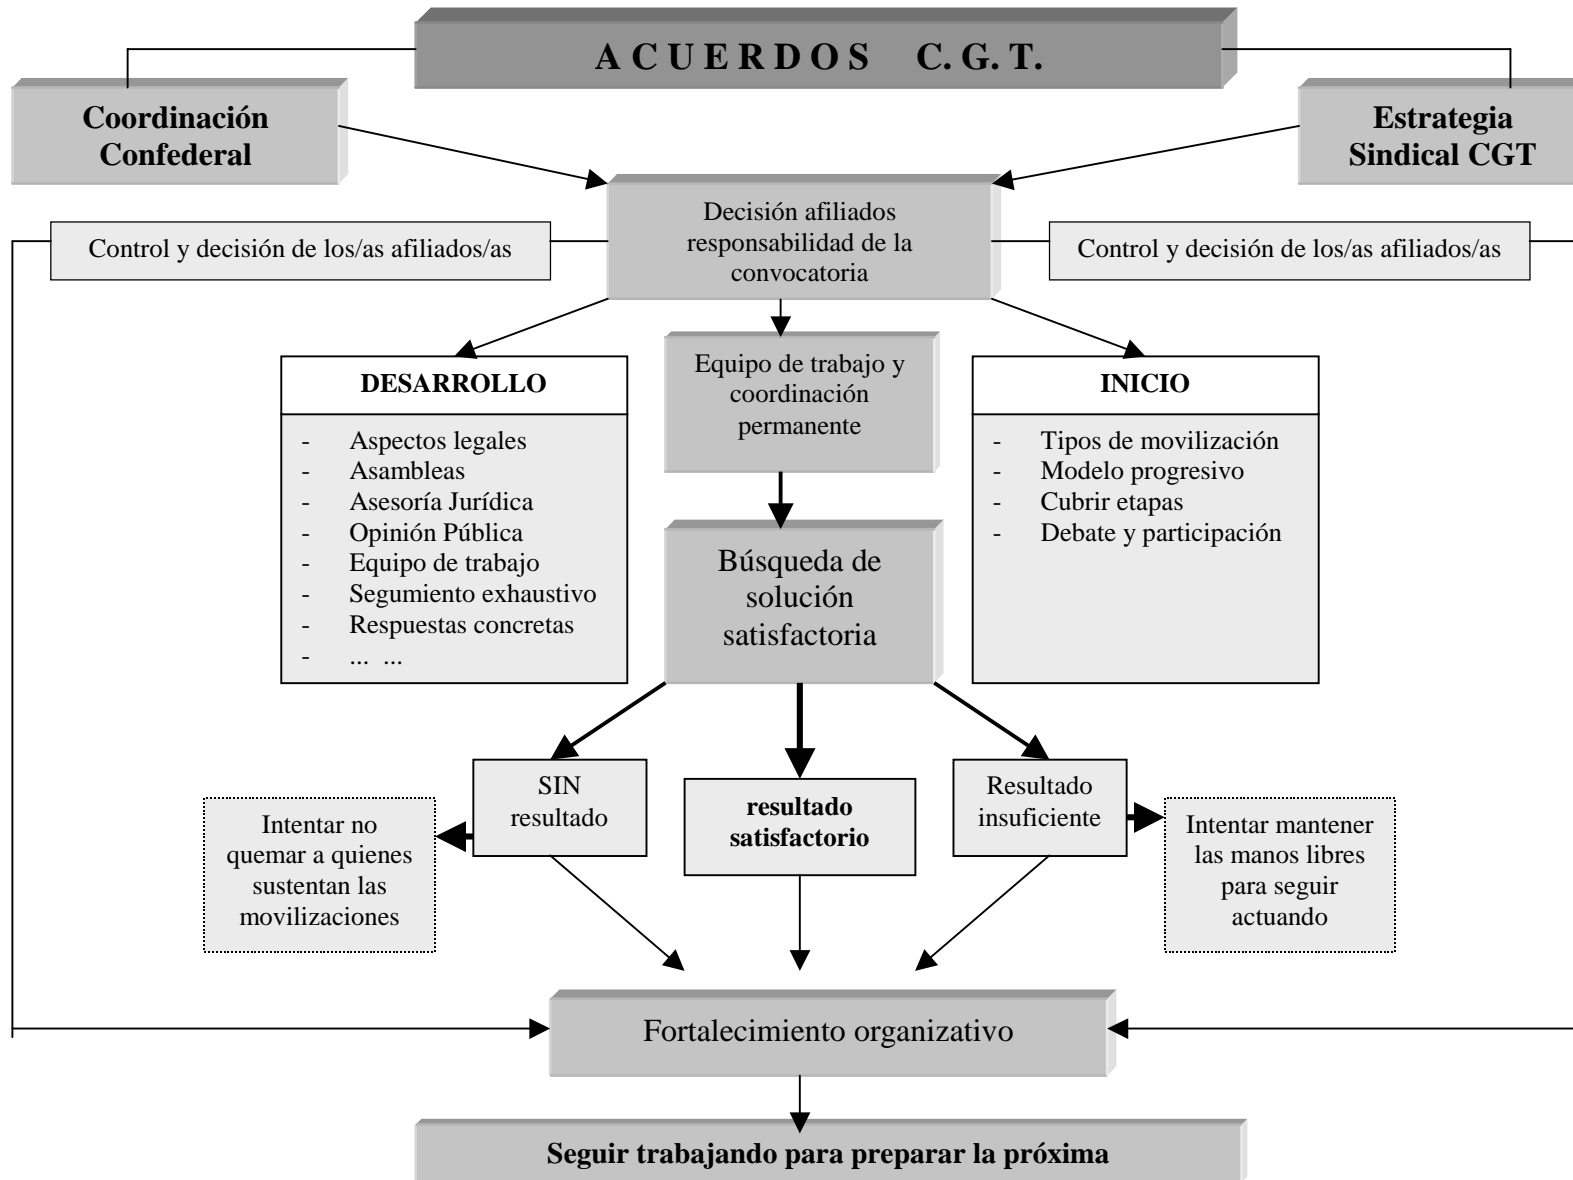 ACUERDOS C. G. T.
Coordinación
Confederal
Estrategia
Sindical CGT
Decisión afiliados
responsabilidad de la
convocatoria
Control y decisión de los/as afiliados/as
Control y decisión de los/as afiliados/as
DESARROLLO
- Aspectos legales
- Asambleas
- Asesoría Jurídica
- Opinión Pública
- Equipo de trabajo
- Segumiento exhaustivo
- Respuestas concretas
- ... ...
Equipo de trabajo y
coordinación
permanente
INICIO
- Tipos de movilización
- Modelo progresivo
- Cubrir etapas
- Debate y participación
Búsqueda de
solución
satisfactoria
SIN
resultado
resultado
satisfactorio
Resultado
insuficiente
Intentar no
quemar a quienes
sustentan las
movilizaciones
Intentar mantener
las manos libres
para seguir
actuando
Fortalecimiento organizativo
Seguir trabajando para preparar la próxima